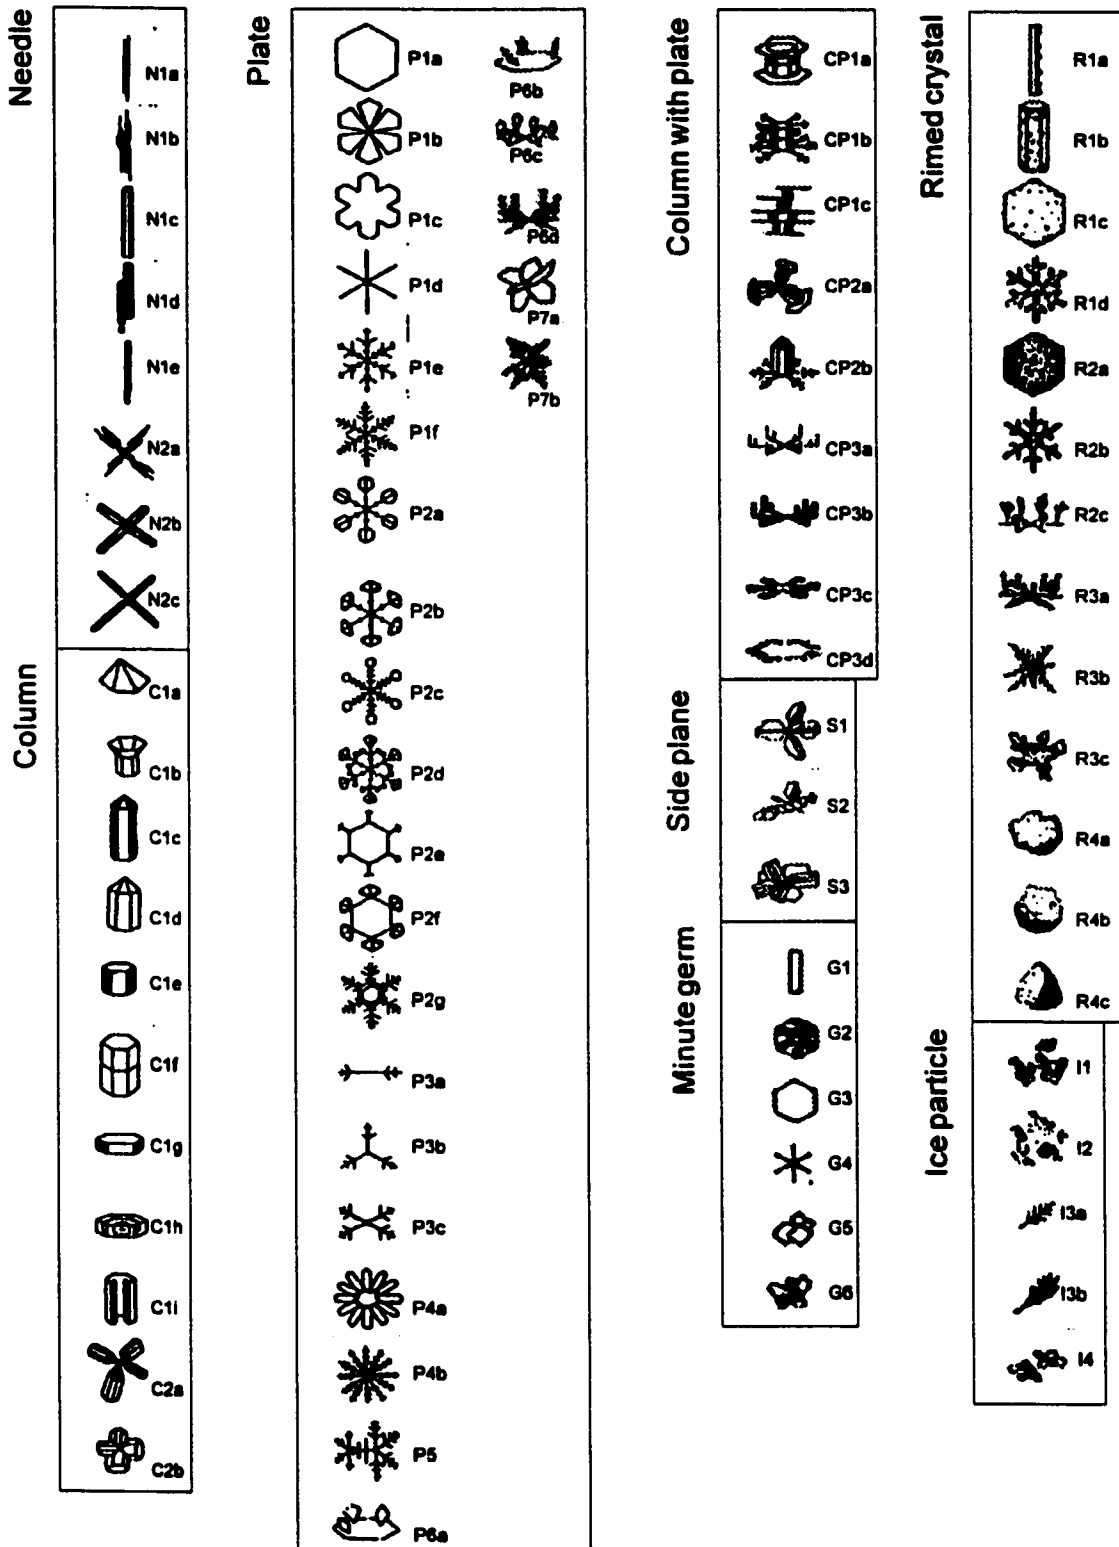 Needle
N1a
N1b
N1c
N1d
N1e
N2a
N2b
N2c
Column
C1a
C1b
C1c
C1d
C1e
C1f
C1g
C1h
C1i
C2a
C2b
Plate
P1a
P1b
P1c
P1d
P1e
P1f
P2a
P2b
P2c
P2d
P2e
P2f
P2g
P3a
P3b
P3c
P4a
P4b
P5
P6a
P6b
P6c
P6d
P7a
P7b
Column with plate
CP1a
CP1b
CP1c
CP2a
CP2b
CP3a
CP3b
CP3c
CP3d
Side plane
S1
S2
S3
Minute germ
G1
G2
G3
G4
G5
G6
Rimed crystal
R1a
R1b
R1c
R1d
R2a
R2b
R2c
R3a
R3b
R3c
R4a
R4b
R4c
Ice particle
I1
I2
I3a
I3b
I4